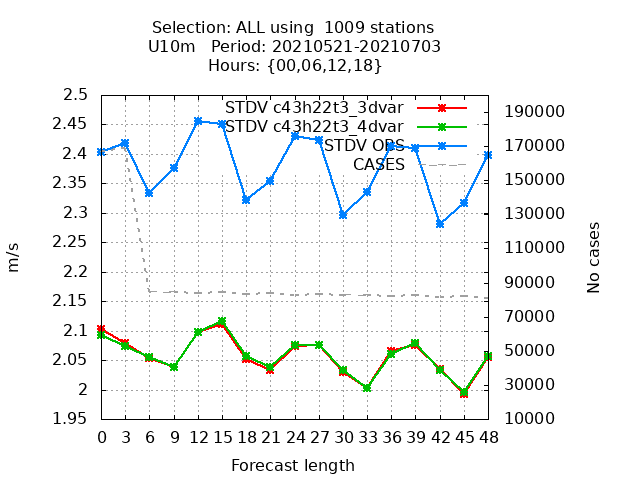 Selection: ALL using  1009 stations
U10m   Period: 20210521-20210703
Hours: {00,06,12,18}
STDV c43h22t3_3dvar
STDV c43h22t3_4dvar
STDV OBS
CASES
2.5
2.45
2.4
2.35
2.3
2.25
2.2
2.15
2.1
2.05
2
1.95
m/s
190000
170000
150000
130000
110000
90000
70000
50000
30000
10000
No cases
0 3 6 9 12 15 18 21 24 27 30 33 36 39 42 45 48
Forecast length